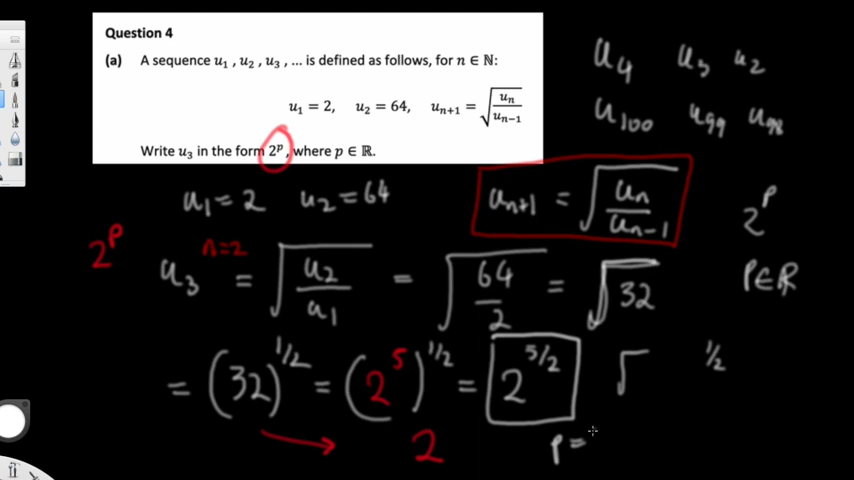 Question 4
(a) A sequence u₁ , u₂ , u₃ , … is defined as follows, for n ∈ ℕ:
u₁ = 2, u₂ = 64, uₙ₊₁ = √(uₙ/uₙ₋₁)
Write u₃ in the form 2ᵖ, where p ∈ ℝ.
u₄ u₃ u₂
u₁₀₀ u₉₉ u₉₈
u₁ = 2 u₂ = 64 uₙ₊₁ = √(uₙ/uₙ₋₁) 2ᵖ
2ᵖ n=2
u₃ = √(u₂/u₁) = √(64/2) = √32 P∈ℝ
= (32)^1/2 = (2⁵)^1/2 = 2^5/2 √ 1/2
2 p =